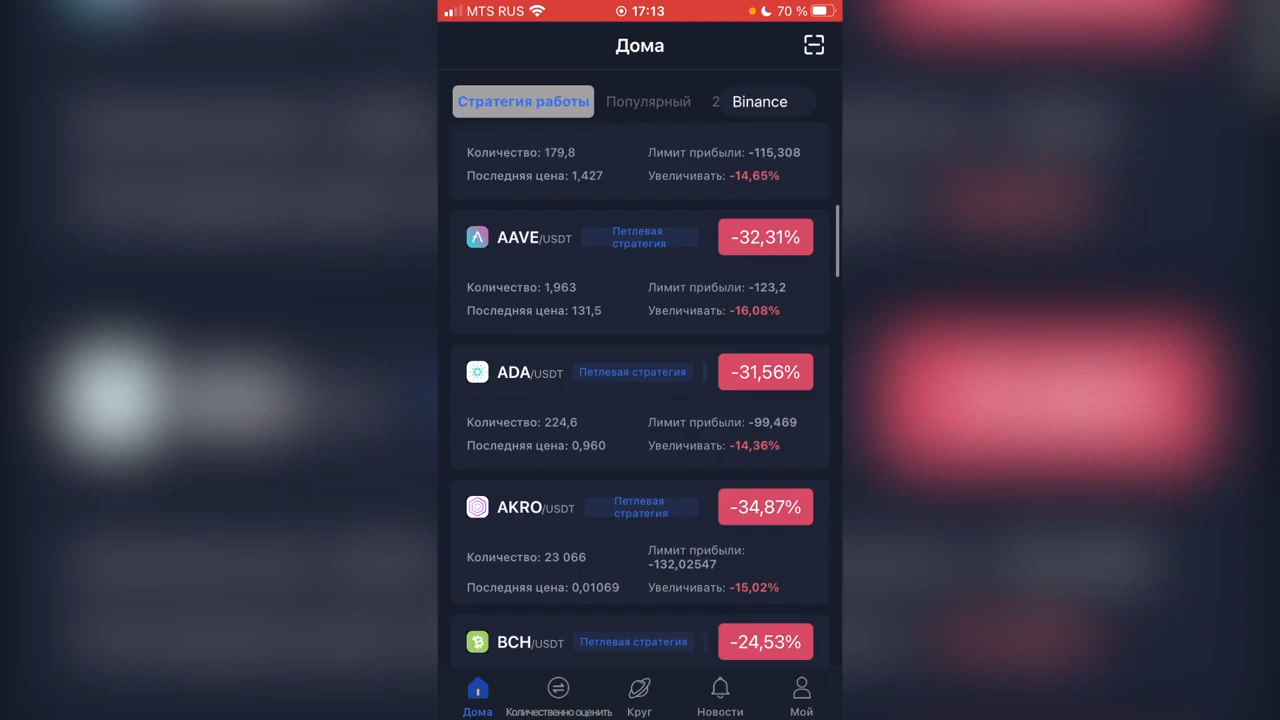 MTS RUS 17:13 70 %
Дома
Стратегия работы Популярный 2 Binance
Количество: 179,8 Лимит прибыли: -115,308
Последняя цена: 1,427 Увеличивать: -14,65%
AAVE/USDT Петлевая стратегия -32,31%
Количество: 1,963 Лимит прибыли: -123,2
Последняя цена: 131,5 Увеличивать: -16,08%
ADA/USDT Петлевая стратегия -31,56%
Количество: 224,6 Лимит прибыли: -99,469
Последняя цена: 0,960 Увеличивать: -14,36%
AKRO/USDT Петлевая стратегия -34,87%
Количество: 23 066 Лимит прибыли: -132,02547
Последняя цена: 0,01069 Увеличивать: -15,02%
BCH/USDT Петлевая стратегия -24,53%
Дома Количественно оценить Круг Новости Мой